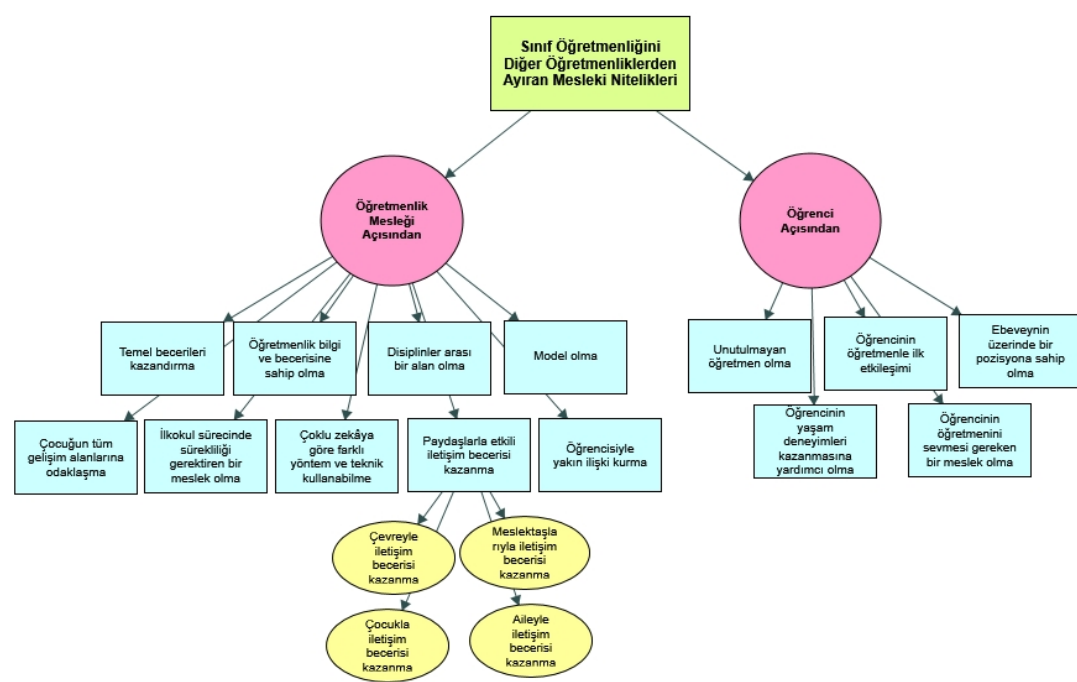 Sınıf Öğretmenliğini
Diğer Öğretmenliklerden
Ayıran Mesleki Nitelikleri
Öğretmenlik
Mesleği
Açısından
Öğrenci
Açısından
Temel becerileri
kazandırma
Öğretmenlik bilgi
ve becerisine
sahip olma
Disiplinler arası
bir alan olma
Model olma
Unutulmayan
öğretmen olma
Öğrencinin
öğretmenle ilk
etkileşimi
Ebeveynin
üzerinde bir
pozisyona sahip
olma
Çocuğun tüm
gelişim alanlarına
odaklaşma
İlkokul sürecinde
sürekliliği
gerektiren bir
meslek olma
Çoklu zekâya
göre farklı
yöntem ve teknik
kullanabilme
Paydaşlarla etkili
iletişim becerisi
kazanma
Öğrencisiyle
yakın ilişki kurma
Öğrencinin
yaşam
deneyimleri
kazanmasına
yardımcı olma
Öğrencinin
öğretmenini
sevmesi gereken
bir meslek olma
Çevreyle
iletişim
becerisi
kazanma
Meslektaşla
rıyla iletişim
becerisi
kazanma
Çocukla
iletişim
becerisi
kazanma
Aileyle
iletişim
becerisi
kazanma